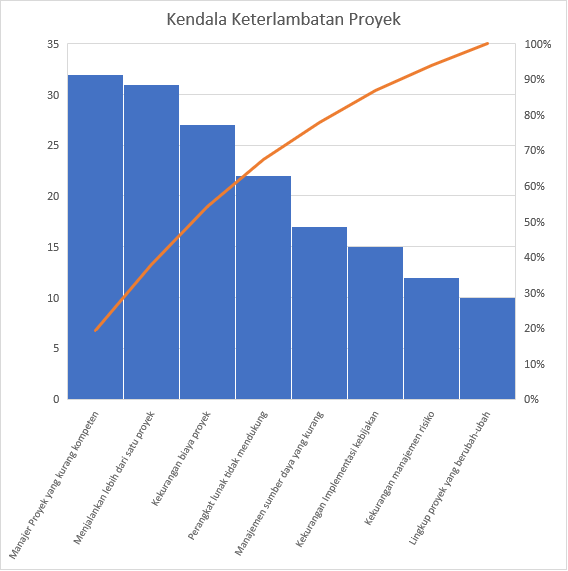 Kendala Keterlambatan Proyek
35
30
25
20
15
10
5
0
100%
90%
80%
70%
60%
50%
40%
30%
20%
10%
0%
Manajer Proyek yang kurang kompeten
Menjalankan lebih dari satu proyek
Kekurangan biaya proyek
Perangkat lunak tidak mendukung
Manajemen sumber daya yang kurang
Kekurangan Implementasi kebijakan
Kekurangan manajemen risiko
Lingkup proyek yang berubah-ubah